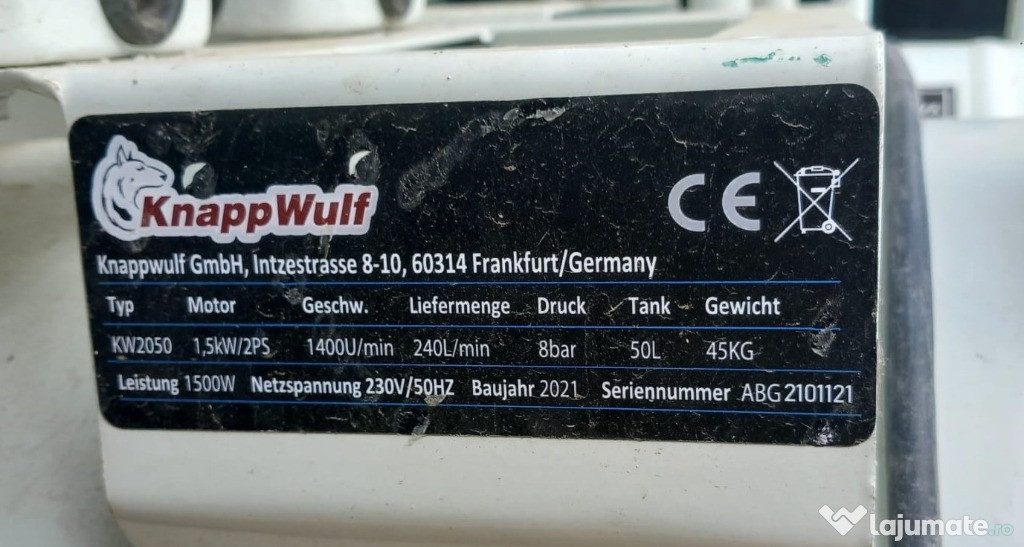 KnappWulf
CE
Knappwulf GmbH, Intzestrasse 8-10, 60314 Frankfurt/Germany
Typ Motor Geschw. Liefermenge Druck Tank Gewicht
KW2050 1,5kW/2PS 1400U/min 240L/min 8bar 50L 45KG
Leistung 1500W Netzspannung 230V/50HZ Baujahr 2021 Seriennummer ABG2101121
lajumate.ro